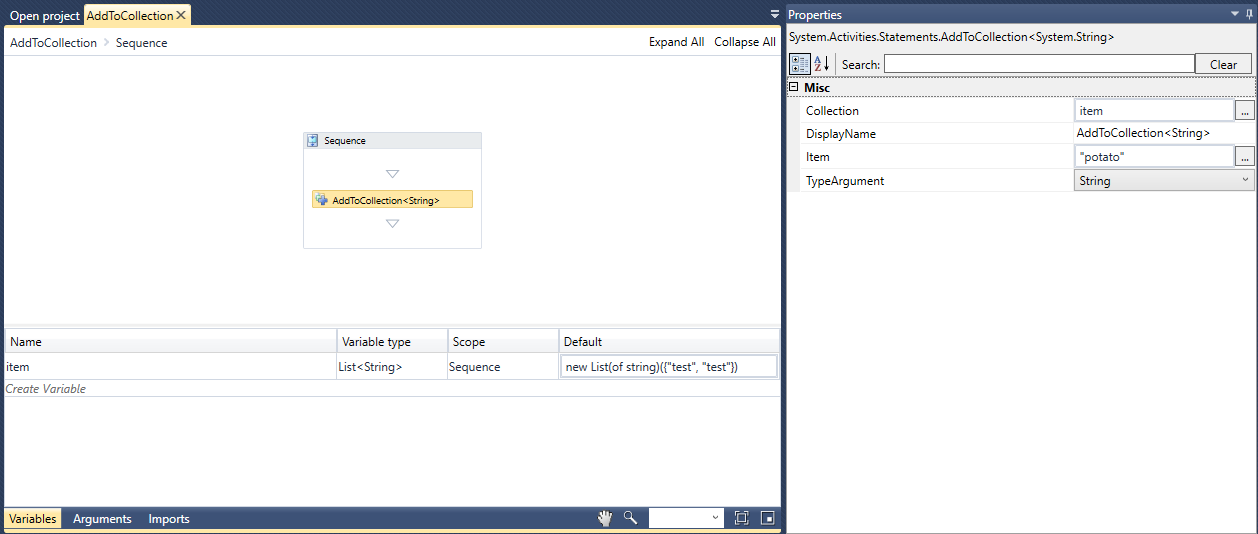 Open project AddToCollection
AddToCollection Sequence Expand All Collapse All
Sequence
AddToCollection<String>
Name Variable type Scope Default
item List<String> Sequence new List(of string)({"test", "test"})
Create Variable
Variables Arguments Imports
Properties
System.Activities.Statements.AddToCollection<System.String>
A Z Search: Clear
Misc
Collection item ...
DisplayName AddToCollection<String>
Item "potato" ...
TypeArgument String